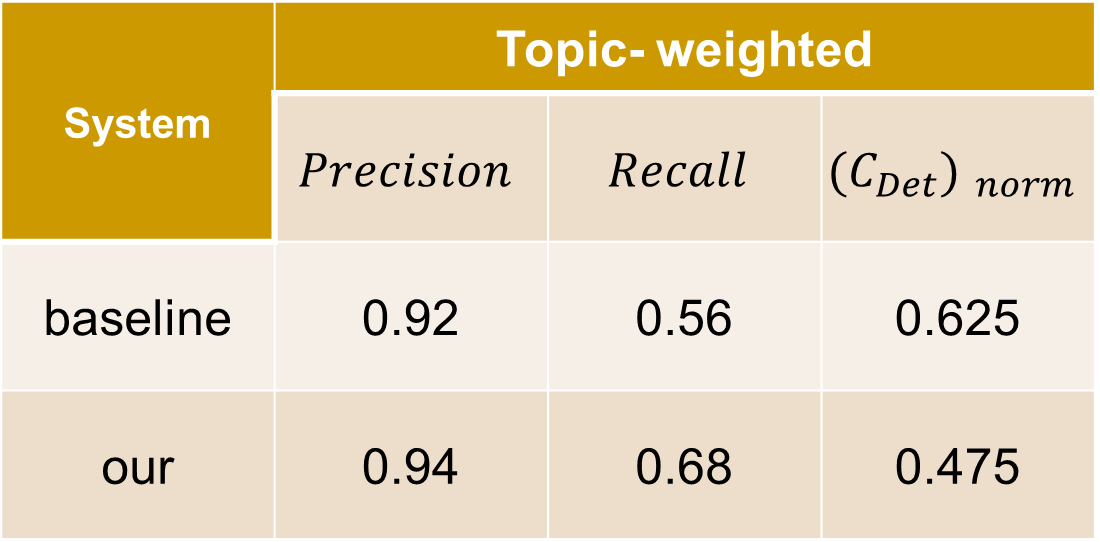 Topic- weighted
System
Precision Recall (C_Det) norm
baseline 0.92 0.56 0.625
our 0.94 0.68 0.475